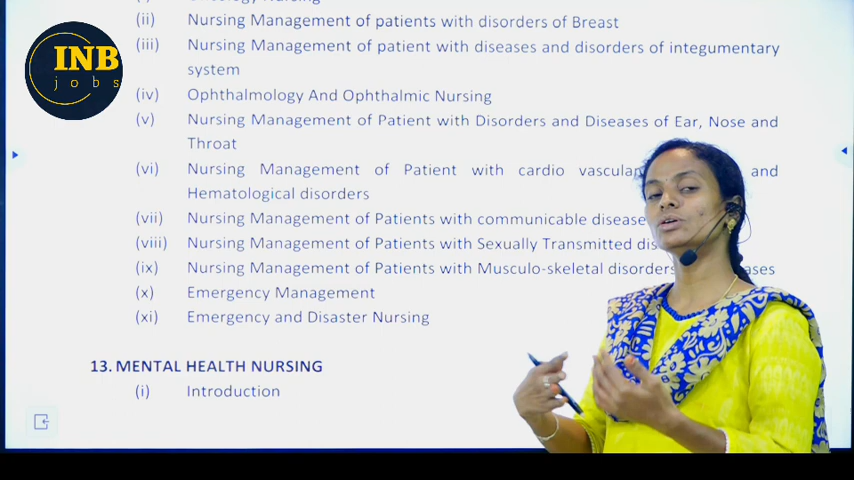 INB
jobs
(ii) Nursing Management of patients with disorders of Breast
(iii) Nursing Management of patient with diseases and disorders of integumentary
system
(iv) Ophthalmology And Ophthalmic Nursing
(v) Nursing Management of Patient with Disorders and Diseases of Ear, Nose and
Throat
(vi) Nursing Management of Patient with cardio vascular and
Hematological disorders
(vii) Nursing Management of Patients with communicable disease
(viii) Nursing Management of Patients with Sexually Transmitted
(ix) Nursing Management of Patients with Musculo-skeletal disorders
(x) Emergency Management
(xi) Emergency and Disaster Nursing
13. MENTAL HEALTH NURSING
(i) Introduction